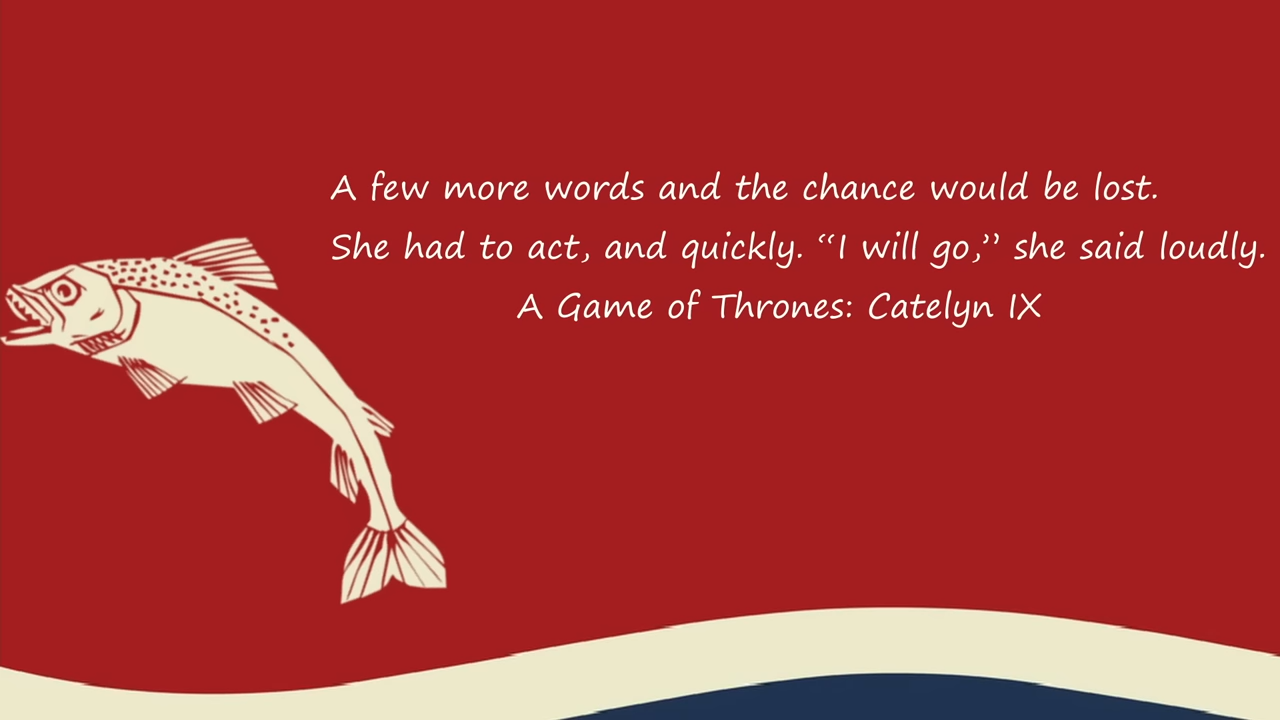 A few more words and the chance would be lost.
She had to act, and quickly. “I will go,” she said loudly.
A Game of Thrones: Catelyn IX